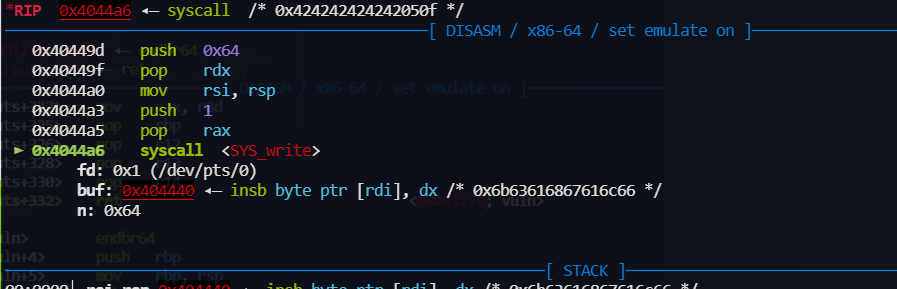 *RIP  0x4044a6 ◂— syscall  /* 0x424242424242050f */
[ DISASM / x86-64 / set emulate on ]
0x40449d    push   0x64
0x40449f    pop    rdx
0x4044a0    mov    rsi, rsp
0x4044a3    push   1
0x4044a5    pop    rax
► 0x4044a6    syscall  <SYS_write>
fd: 0x1 (/dev/pts/0)
buf: 0x404440 ◂— insb byte ptr [rdi], dx /* 0x6b63616867616c66 */
n: 0x64
[ STACK ]